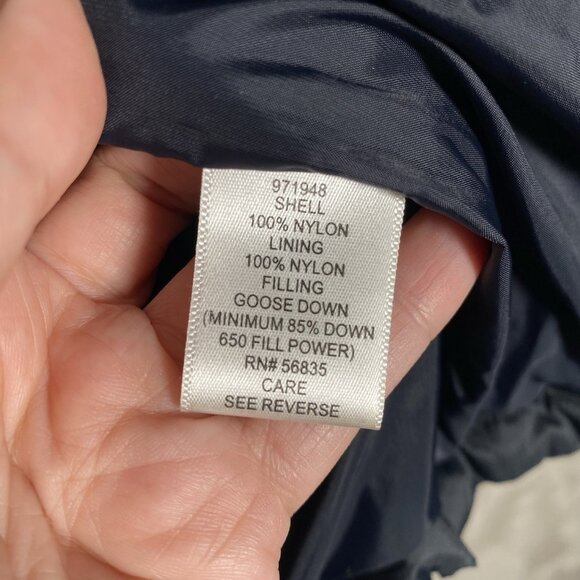 971948
SHELL
100% NYLON
LINING
100% NYLON
FILLING
GOOSE DOWN
(MINIMUM 85% DOWN
650 FILL POWER)
RN# 56835
CARE
SEE REVERSE